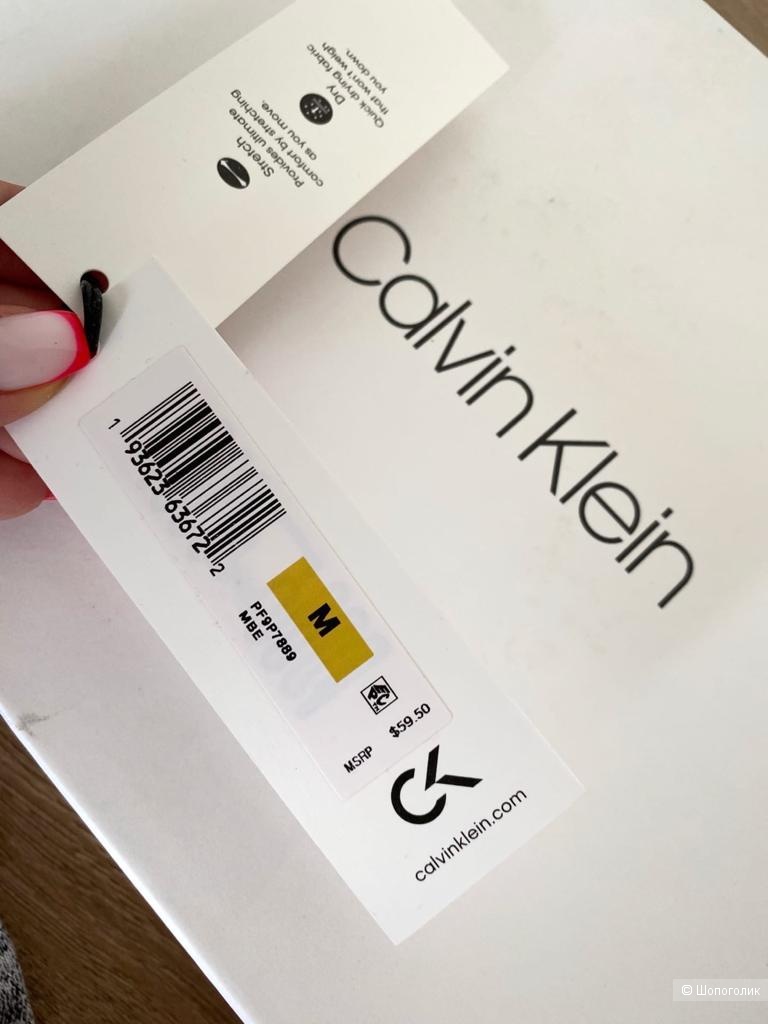 Stretch
Provides ultimate
comfort by stretching
as you move.
Dry
Quick drying fabric
that won't weigh
you down.
Calvin Klein
1 93623 63672 2
M
PF9P7889
MBE
MSRP $59.50
CK
calvinklein.com
© Шопоголик